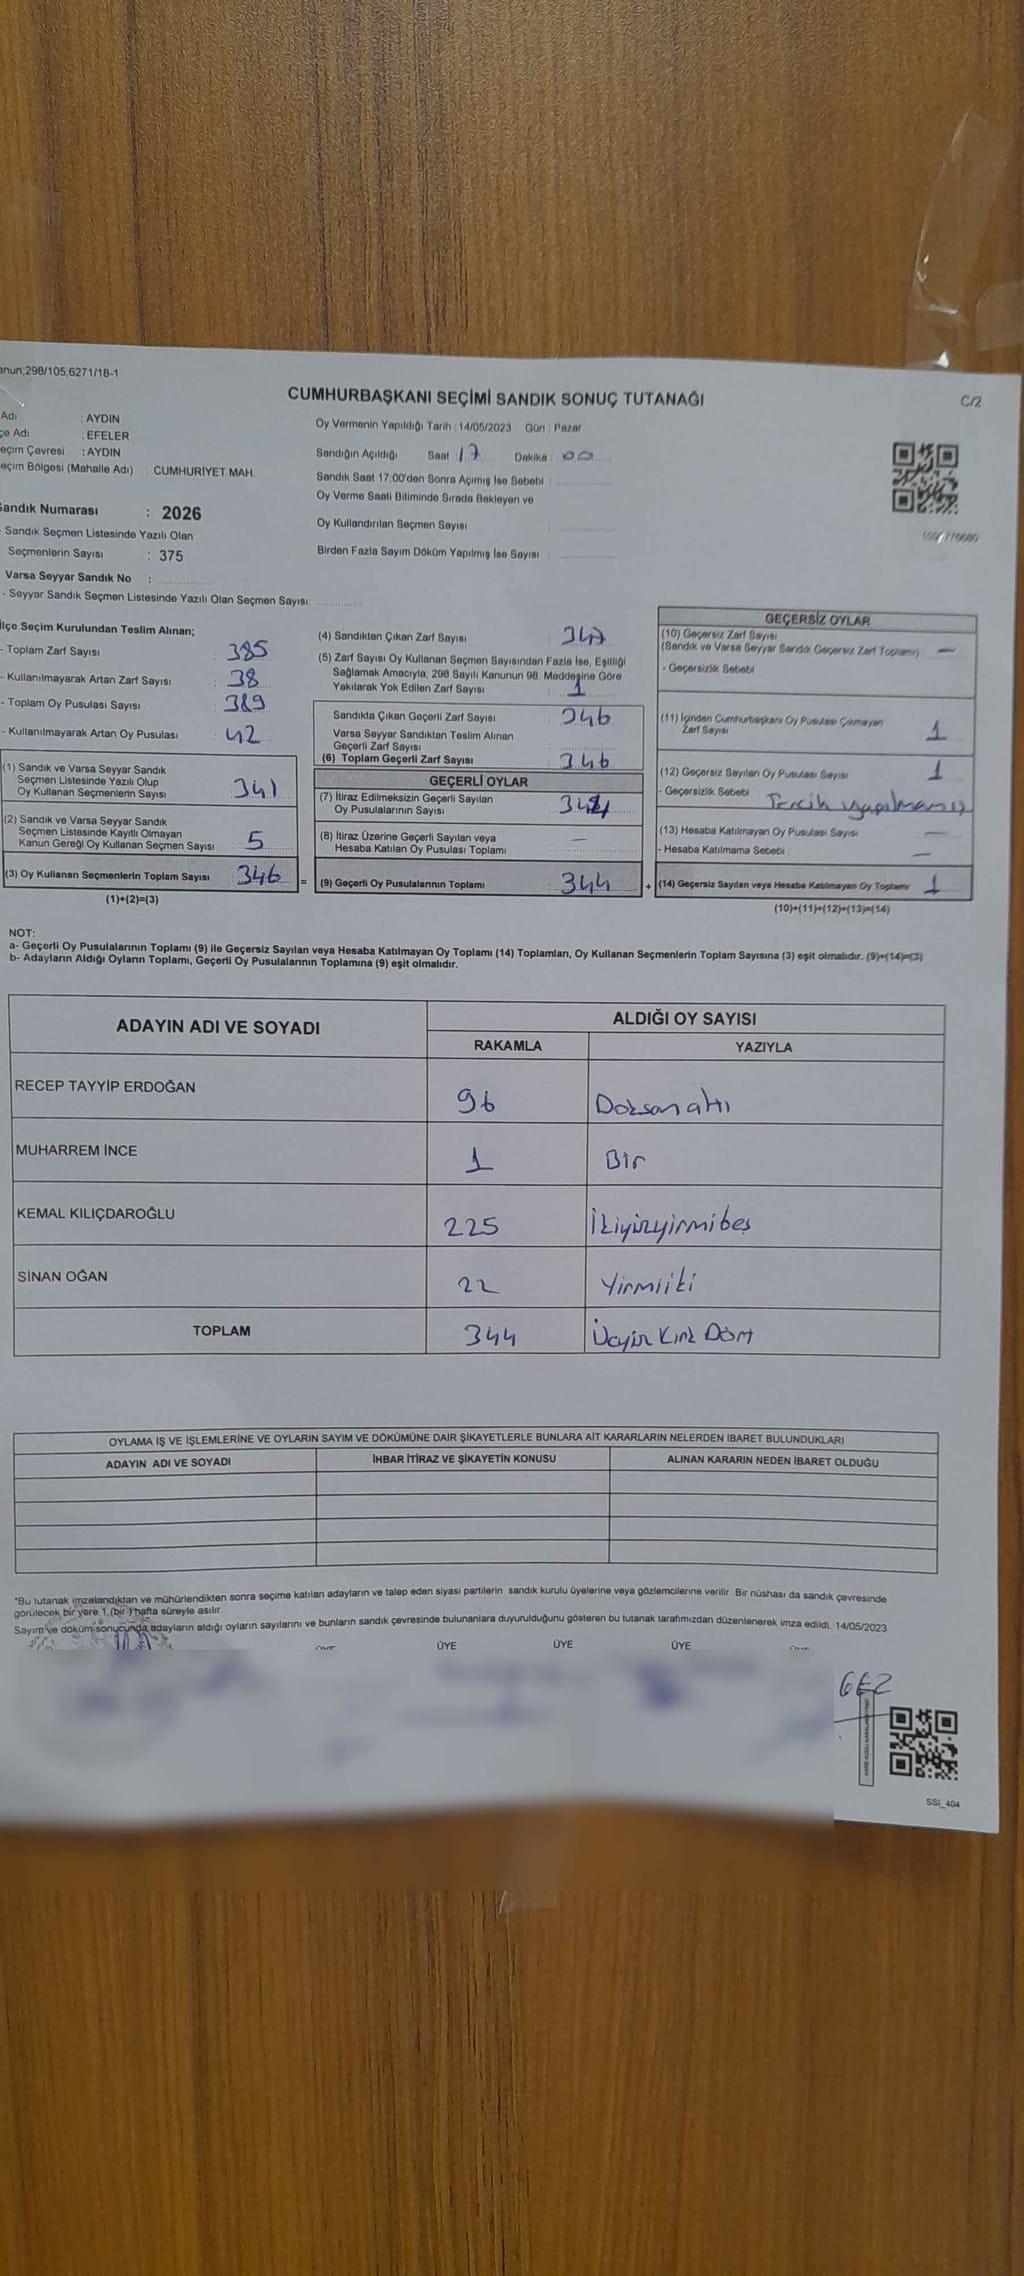 anun;298/105;6271/18-1
CUMHURBAŞKANI SEÇİMİ SANDIK SONUÇ TUTANAĞI
C/2
Adı : AYDIN
çe Adı : EFELER
eçim Çevresi : AYDIN
eçim Bölgesi (Mahalle Adı) : CUMHURİYET MAH.
Sandık Numarası : 2026
- Sandık Seçmen Listesinde Yazılı Olan
Seçmenlerin Sayısı : 375
Varsa Seyyar Sandık No : ..................
- Seyyar Sandık Seçmen Listesinde Yazılı Olan Seçmen Sayısı: ..............
Oy Vermenin Yapıldığı Tarih : 14/05/2023 Gün : Pazar
Sandığın Açıldığı Saat : 17 Dakika : 00
Sandık Saat 17:00'den Sonra Açımış İse Sebebi : ..................
Oy Verme Saati Bitiminde Sırada Bekleyen ve
Oy Kullandırılan Seçmen Sayısı : ..................
Birden Fazla Sayım Döküm Yapılmış İse Sayısı : ..................
İlçe Seçim Kurulundan Teslim Alınan;
- Toplam Zarf Sayısı : 385
- Kullanılmayarak Artan Zarf Sayısı : 38
- Toplam Oy Pusulası Sayısı : 389
- Kullanılmayarak Artan Oy Pusulası : 42
(1) Sandık ve Varsa Seyyar Sandık
Seçmen Listesinde Yazılı Olup
Oy Kullanan Seçmenlerin Sayısı 341
(2) Sandık ve Varsa Seyyar Sandık
Seçmen Listesinde Kayıtlı Olmayan
Kanun Gereği Oy Kullanan Seçmen Sayısı 5
(3) Oy Kullanan Seçmenlerin Toplam Sayısı : 346 =
(1)+(2)=(3)
(4) Sandıktan Çıkan Zarf Sayısı : 347
(5) Zarf Sayısı Oy Kullanan Seçmen Sayısından Fazla İse, Eşitliği
Sağlamak Amacıyla; 298 Sayılı Kanunun 98. Maddesine Göre
Yakılarak Yok Edilen Zarf Sayısı : 1
Sandıkta Çıkan Geçerli Zarf Sayısı : 346
Varsa Seyyar Sandıktan Teslim Alınan
Geçerli Zarf Sayısı : ..............
(6) Toplam Geçerli Zarf Sayısı : 346
GEÇERLİ OYLAR
(7) İtiraz Edilmeksizin Geçerli Sayılan
Oy Pusulalarının Sayısı : 344
(8) İtiraz Üzerine Geçerli Sayılan veya
Hesaba Katılan Oy Pusulası Toplamı : —
(9) Geçerli Oy Pusulalarının Toplamı : 344 +
GEÇERSİZ OYLAR
(10) Geçersiz Zarf Sayısı
(Sandık ve Varsa Seyyar Sandık Geçersiz Zarf Toplamı) : —
- Geçersizlik Sebebi
(11) İçinden Cumhurbaşkanı Oy Pusulası Çıkmayan
Zarf Sayısı 1
(12) Geçersiz Sayılan Oy Pusulası Sayısı 1
- Geçersizlik Sebebi : Tercih yapılmamış
(13) Hesaba Katılmayan Oy Pusulası Sayısı —
- Hesaba Katılmama Sebebi : —
(14) Geçersiz Sayılan veya Hesaba Katılmayan Oy Toplamı 1
(10)+(11)+(12)+(13)=(14)
NOT:
a- Geçerli Oy Pusulalarının Toplamı (9) ile Geçersiz Sayılan veya Hesaba Katılmayan Oy Toplamı (14) Toplamları, Oy Kullanan Seçmenlerin Toplam Sayısına (3) eşit olmalıdır. (9)+(14)=(3)
b- Adayların Aldığı Oyların Toplamı, Geçerli Oy Pusulalarının Toplamına (9) eşit olmalıdır.
ADAYIN ADI VE SOYADI
ALDIĞI OY SAYISI
RAKAMLA YAZIYLA
RECEP TAYYİP ERDOĞAN 96 Doksan altı
MUHARREM İNCE 1 Bir
KEMAL KILIÇDAROĞLU 225 İkiyüzyirmibeş
SİNAN OĞAN 22 Yirmiiki
TOPLAM 344 Üçyüz Kırk Dört
OYLAMA İŞ VE İŞLEMLERİNE VE OYLARIN SAYIM VE DÖKÜMÜNE DAİR ŞİKAYETLERLE BUNLARA AİT KARARLARIN NELERDEN İBARET BULUNDUKLARI
ADAYIN ADI VE SOYADI İHBAR İTİRAZ VE ŞİKAYETİN KONUSU ALINAN KARARIN NEDEN İBARET OLDUĞU
*Bu tutanak imzalandıktan ve mühürlendikten sonra seçime katılan adayların ve talep eden siyasi partilerin sandık kurulu üyelerine veya gözlemcilerine verilir. Bir nüshası da sandık çevresinde
görülecek bir yere 1 (bir) hafta süreyle asılır.
Sayım ve döküm sonucunda adayların aldığı oyların sayılarını ve bunların sandık çevresinde bulunanlara duyurulduğunu gösteren bu tutanak tarafımızdan düzenlenerek imza edildi. 14/05/2023
ÜYE ÜYE ÜYE
GEZ
SSI_404